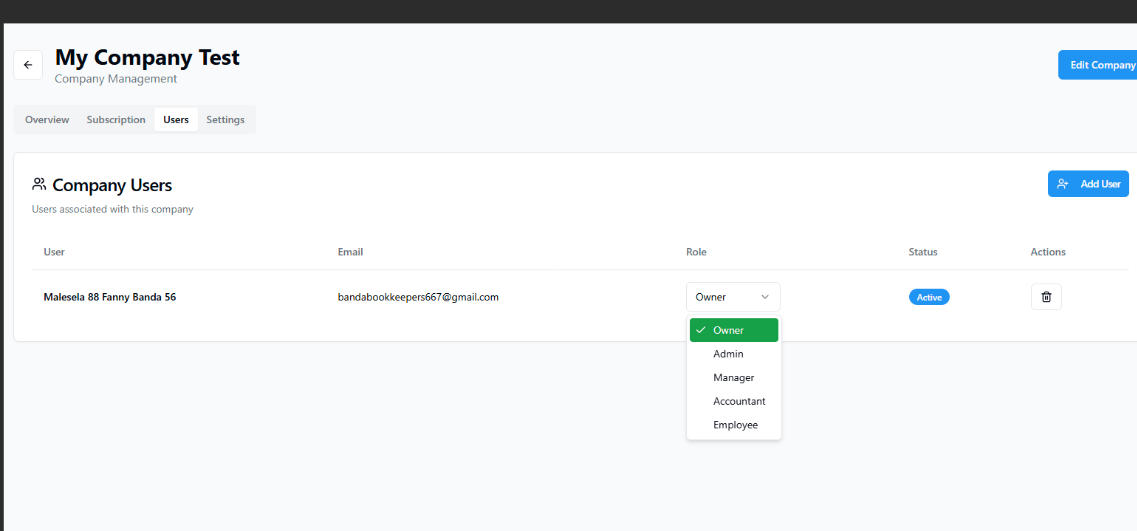 My Company Test
Company Management
Edit Company
Overview Subscription Users Settings
Company Users
Add User
Users associated with this company
User Email Role Status Actions
Malesela 88 Fanny Banda 56 bandabookkeepers667@gmail.com Owner Active
Owner
Admin
Manager
Accountant
Employee